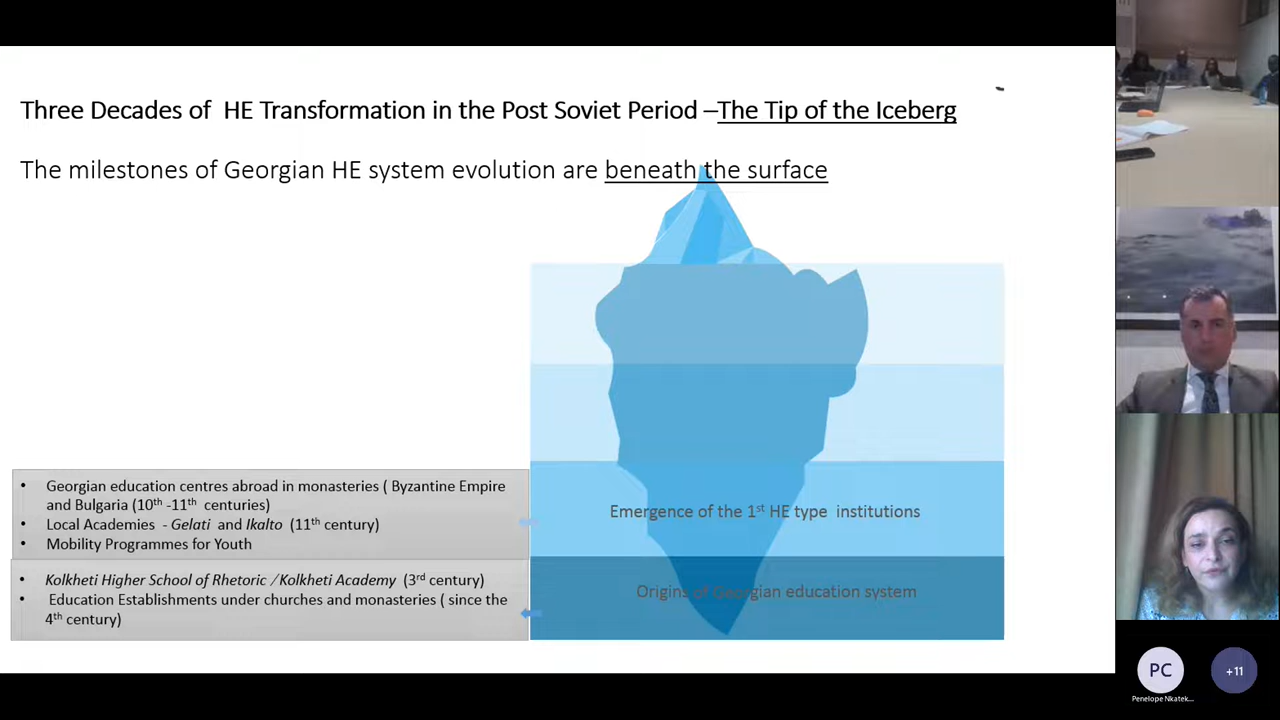 Three Decades of HE Transformation in the Post Soviet Period –The Tip of the Iceberg
The milestones of Georgian HE system evolution are beneath the surface
• Georgian education centres abroad in monasteries ( Byzantine Empire
and Bulgaria (10th -11th centuries)
• Local Academies - Gelati and Ikalto (11th century)
• Mobility Programmes for Youth
Emergence of the 1st HE type institutions
• Kolkheti Higher School of Rhetoric /Kolkheti Academy (3rd century)
• Education Establishments under churches and monasteries ( since the
4th century)
Origins of Georgian education system
PC
+11
Penelope Nkatek...